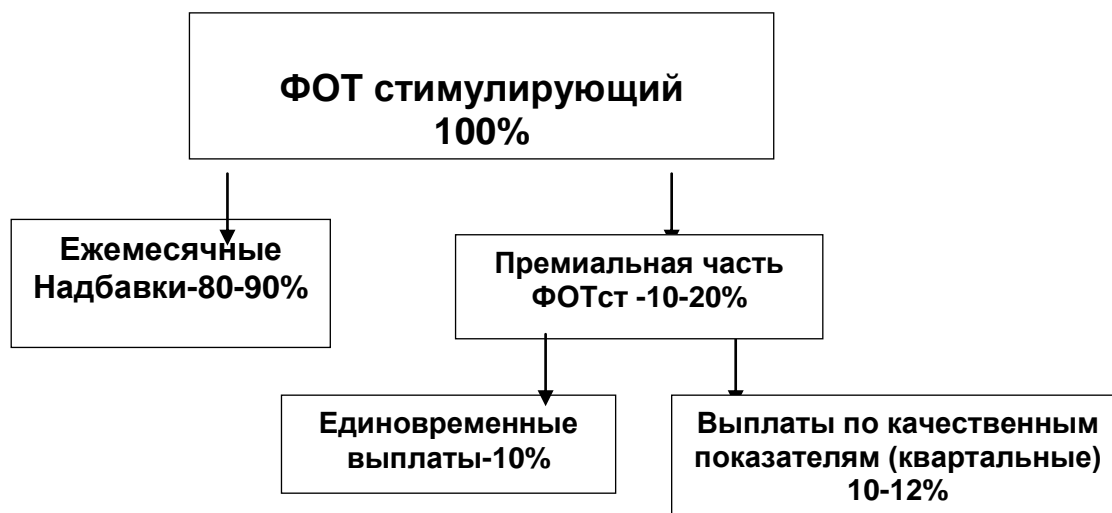 ФОТ стимулирующий
100%
Ежемесячные
Надбавки-80-90%
Премиальная часть
ФОТст -10-20%
Единовременные
выплаты-10%
Выплаты по качественным
показателям (квартальные)
10-12%